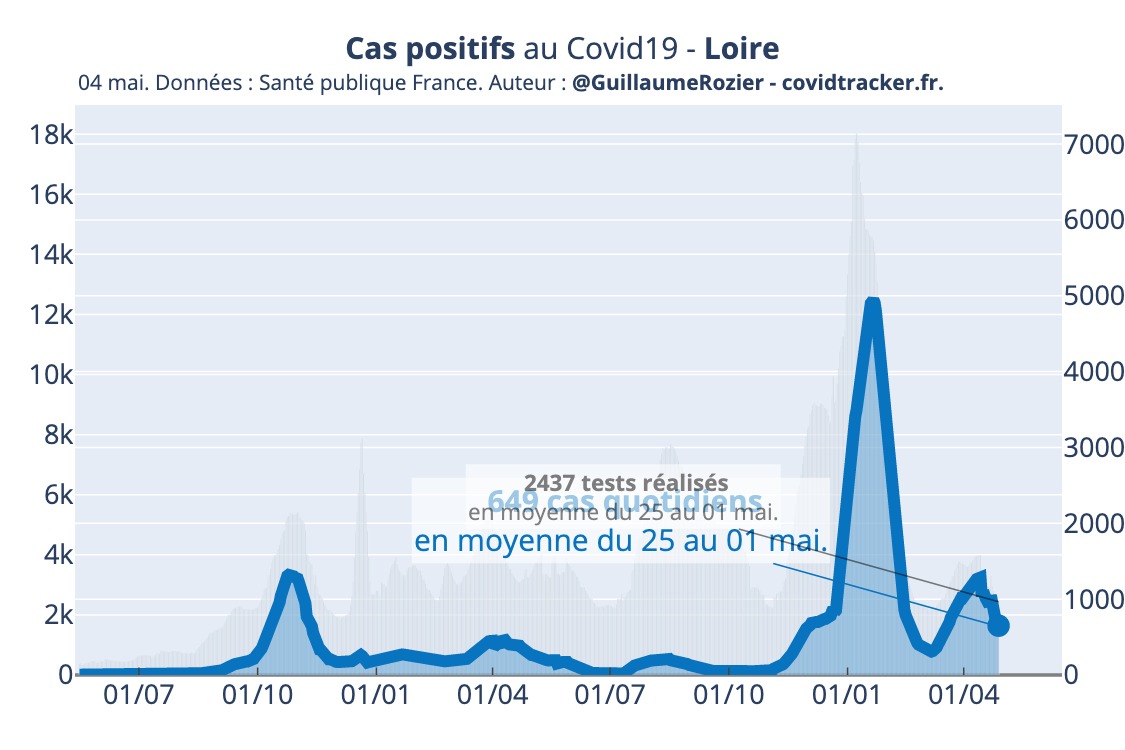 Cas positifs au Covid19 - Loire
04 mai. Données : Santé publique France. Auteur : @GuillaumeRozier - covidtracker.fr.
18k
16k
14k
12k
10k
8k
6k
4k
2k
0
7000
6000
5000
4000
3000
2000
1000
0
2437 tests réalisés
en moyenne du 25 au 01 mai.
649 cas quotidiens
en moyenne du 25 au 01 mai.
01/07
01/10
01/01
01/04
01/07
01/10
01/01
01/04